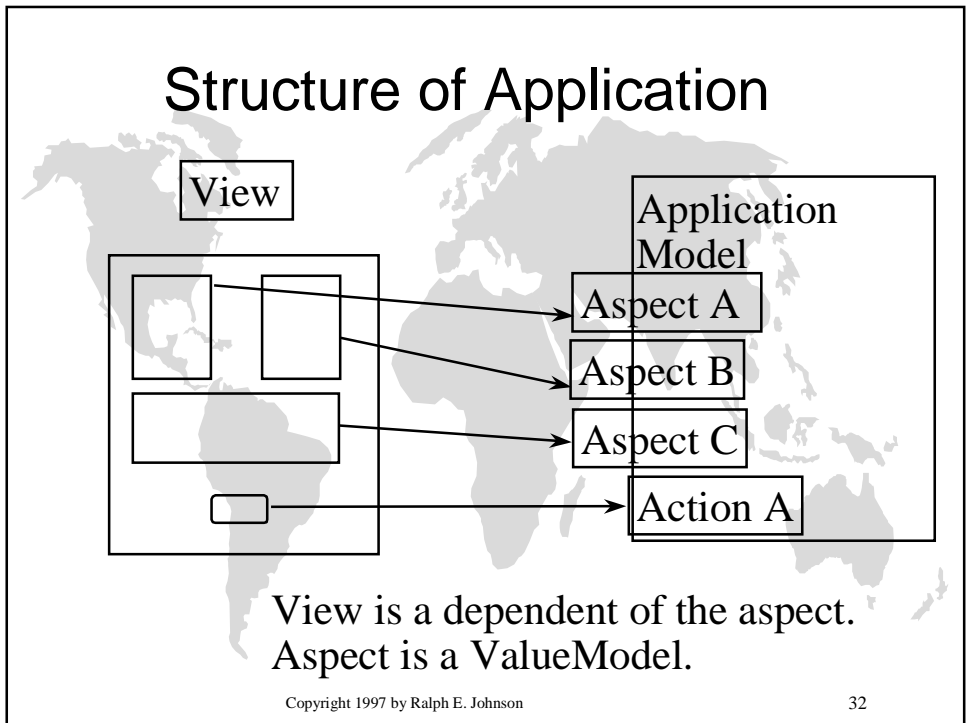 Structure of Application
View
Application
Model
Aspect A
Aspect B
Aspect C
Action A
View is a dependent of the aspect.
Aspect is a ValueModel.
Copyright 1997 by Ralph E. Johnson
32